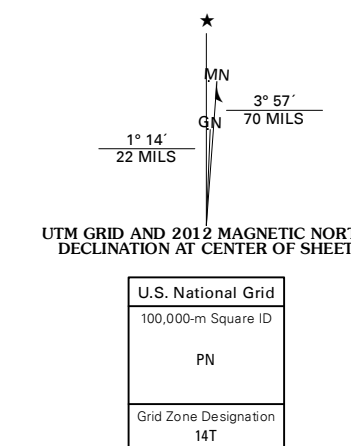 ★
MN
GN
3° 57´
70 MILS
1° 14´
22 MILS
UTM GRID AND 2012 MAGNETIC NORT
DECLINATION AT CENTER OF SHEET
U.S. National Grid
100,000-m Square ID
PN
Grid Zone Designation
14T